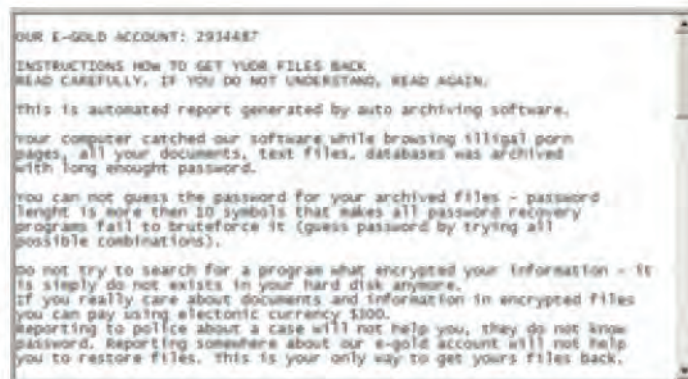 OUR E-GOLD ACCOUNT: 2934487
INSTRUCTIONS HOW TO GET YUOR FILES BACK
READ CAREFULLY. IF YOU DO NOT UNDERSTAND, READ AGAIN.
This is automated report generated by auto archiving software.
Your computer catched our software while browsing illigal porn
pages, all your documents, text files, databases was archived
with long enought password.
You can not guess the password for your archived files - password
lenght is more then 10 symbols that makes all password recovery
programs fail to bruteforce it (guess password by trying all
possible combinations).
Do not try to search for a program what encrypted your information - it
is simply do not exists in your hard disk anymore.
If you really care about documents and information in encrypted files
you can pay using electonic currency $300.
Reporting to police about a case will not help you, they do not know
password. Reporting somewhere about our e-gold account will not help
you to restore files. This is your only way to get yours files back.